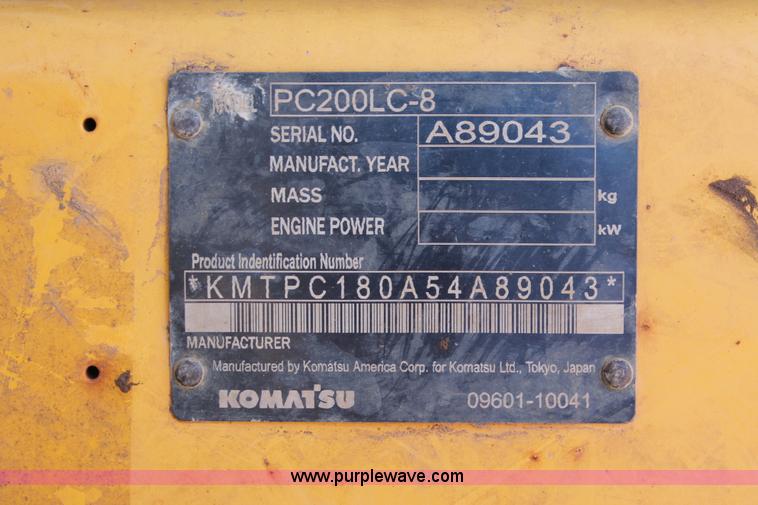 MODEL PC200LC-8
SERIAL NO. A89043
MANUFACT. YEAR
MASS kg
ENGINE POWER kW
Product Indentification Number
*KMTPC180A54A89043*
MANUFACTURER
Manufactured by Komatsu America Corp. for Komatsu Ltd., Tokyo, Japan
KOMATSU 09601-10041
www.purplewave.com